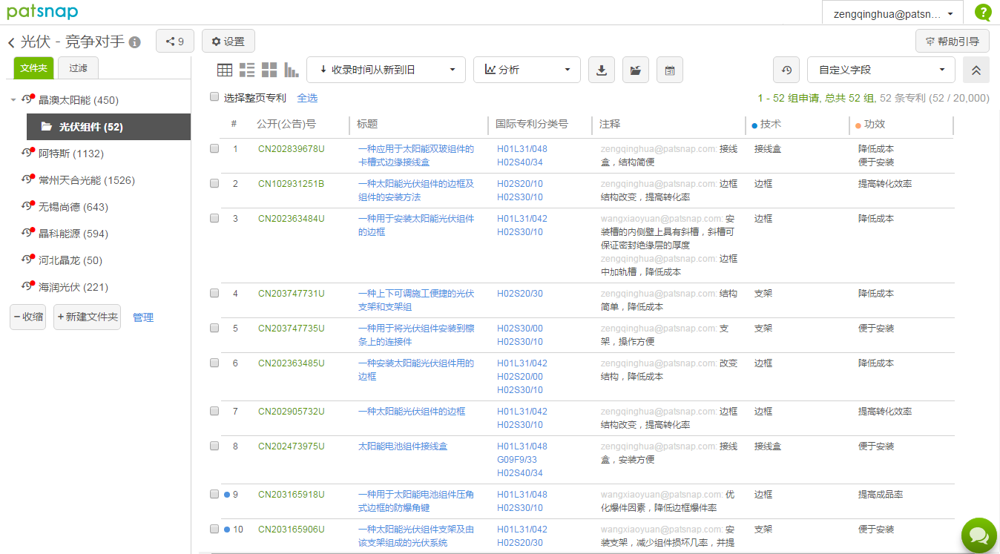 patsnap
zengqinghua@patsn...
?
光伏 - 竞争对手
9
设置
帮助引导
文件夹
过滤
收录时间从新到旧
分析
自定义字段
选择整页专利 全选
1 - 52 组申请, 总共 52 组, 52 条专利 (52 / 20,000)
晶澳太阳能 (450)
光伏组件 (52)
阿特斯 (1132)
常州天合光能 (1526)
无锡尚德 (643)
晶科能源 (594)
河北晶龙 (50)
海润光伏 (221)
收缩
+ 新建文件夹
管理
# 公开(公告)号 标题 国际专利分类号 注释 技术 功效
1 CN202839678U 一种应用于太阳能双玻组件的 H01L31/048 zengqinghua@patsnap.com: 接线 接线盒 降低成本
卡槽式边缘接线盒 H02S40/34 盒，结构简便 便于安装
2 CN102931251B 一种太阳能光伏组件的边框及 H02S20/10 zengqinghua@patsnap.com: 边框 边框 提高转化效率
组件的安装方法 H02S30/10 结构改变，提高转化率
3 CN202363484U 一种用于安装太阳能光伏组件 H01L31/042 wangxiaoyuan@patsnap.com: 安 边框 降低成本
的边框 H02S30/10 装槽的内侧壁上具有斜槽，斜槽可
保证密封绝缘层的厚度
zengqinghua@patsnap.com: 边框
中加轨槽，降低成本
4 CN203747731U 一种上下可调施工便捷的光伏 H02S20/30 zengqinghua@patsnap.com: 结构 支架 降低成本
支架和支架组 简单，降低成本
5 CN203747735U 一种用于将光伏组件安装到檩 H02S30/00 zengqinghua@patsnap.com: 支 支架 便于安装
条上的连接件 H02S30/10 架，操作方便
6 CN202363485U 一种安装太阳能光伏组件用的 H01L31/042 zengqinghua@patsnap.com: 改变 边框 降低成本
边框 H02S20/00 结构，降低成本
H02S30/10
7 CN202905732U 一种太阳能光伏组件的边框 H01L31/042 zengqinghua@patsnap.com: 边框 边框 提高转化效率
H02S30/10 结构改变，提高转化率
8 CN202473975U 太阳能电池组件接线盒 H01L31/048 zengqinghua@patsnap.com: 接线 接线盒 便于安装
G09F9/33 盒，安装方便
H02S40/34
9 CN203165918U 一种用于太阳能电池组件压角 H01L31/048 wangxiaoyuan@patsnap.com: 优 边框 提高成品率
式边框的防爆角键 H02S30/10 化爆件因素，降低边框爆件率
10 CN203165906U 一种太阳能光伏组件支架及由 H01L31/042 wangxiaoyuan@patsnap.com: 安 支架 便于安装
该支架组成的光伏系统 H02S20/30 装支架，减少组件损坏几率，并提